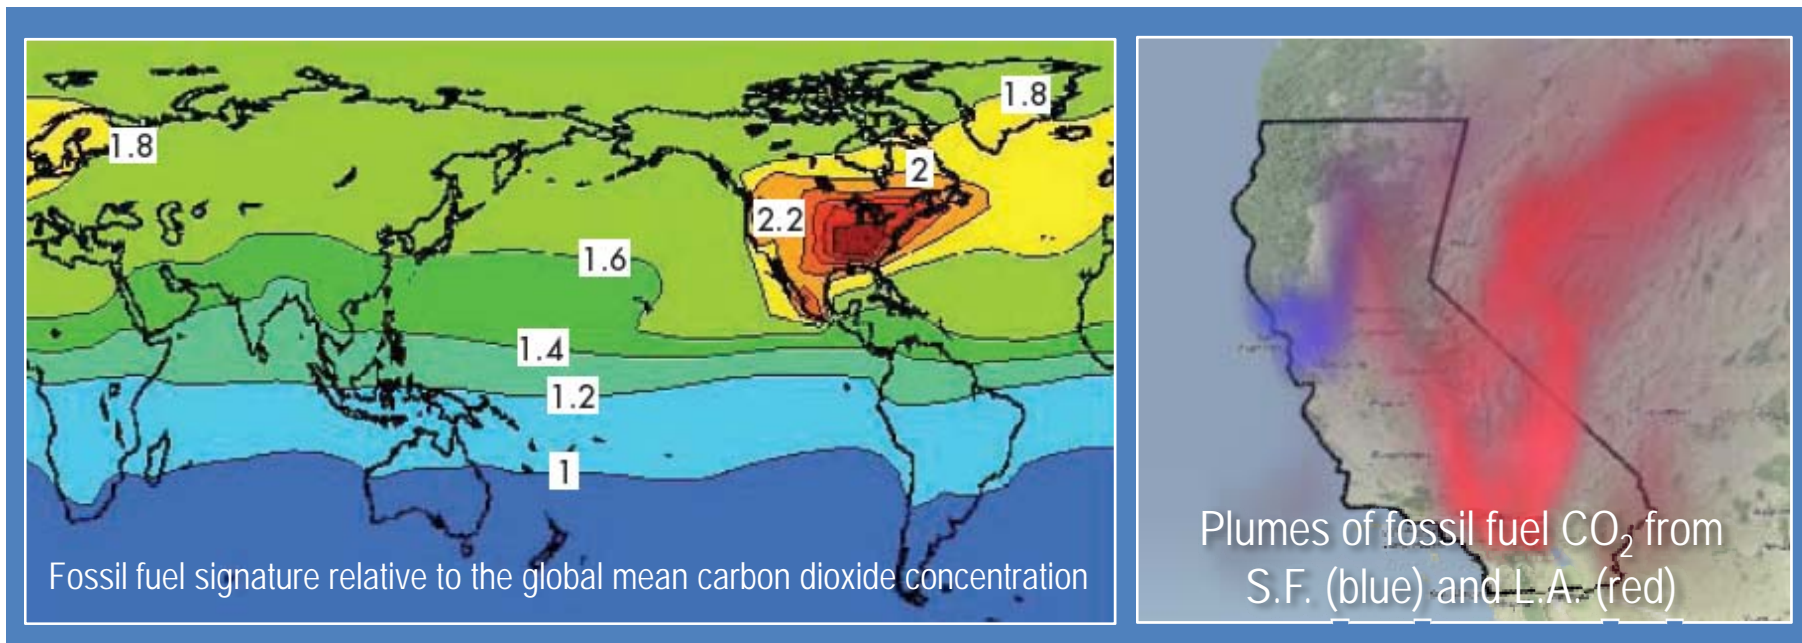 1.8
1.8
2
2.2
1.6
1.4
1.2
1
Fossil fuel signature relative to the global mean carbon dioxide concentration
Plumes of fossil fuel CO₂ from
S.F. (blue) and L.A. (red)